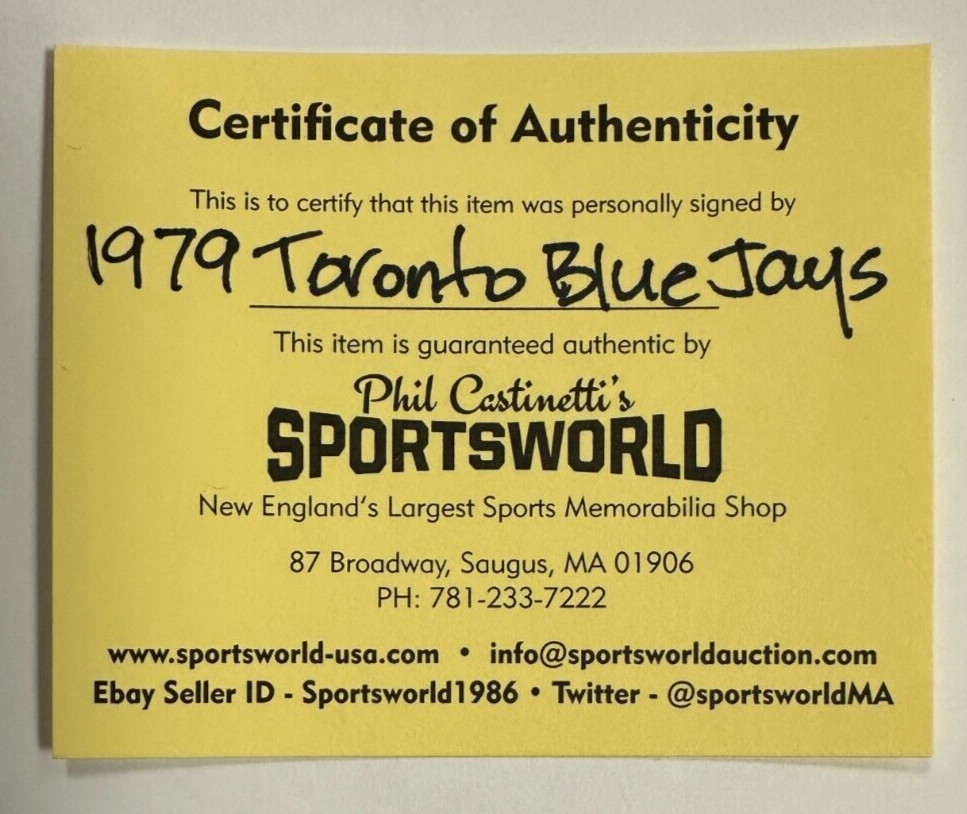 Certificate of Authenticity
This is to certify that this item was personally signed by
1979 Toronto Blue Jays
This item is guaranteed authentic by
Phil Castinetti's
SPORTSWORLD
New England's Largest Sports Memorabilia Shop
87 Broadway, Saugus, MA 01906
PH: 781-233-7222
www.sportsworld-usa.com • info@sportsworldauction.com
Ebay Seller ID - Sportsworld1986 • Twitter - @sportsworldMA